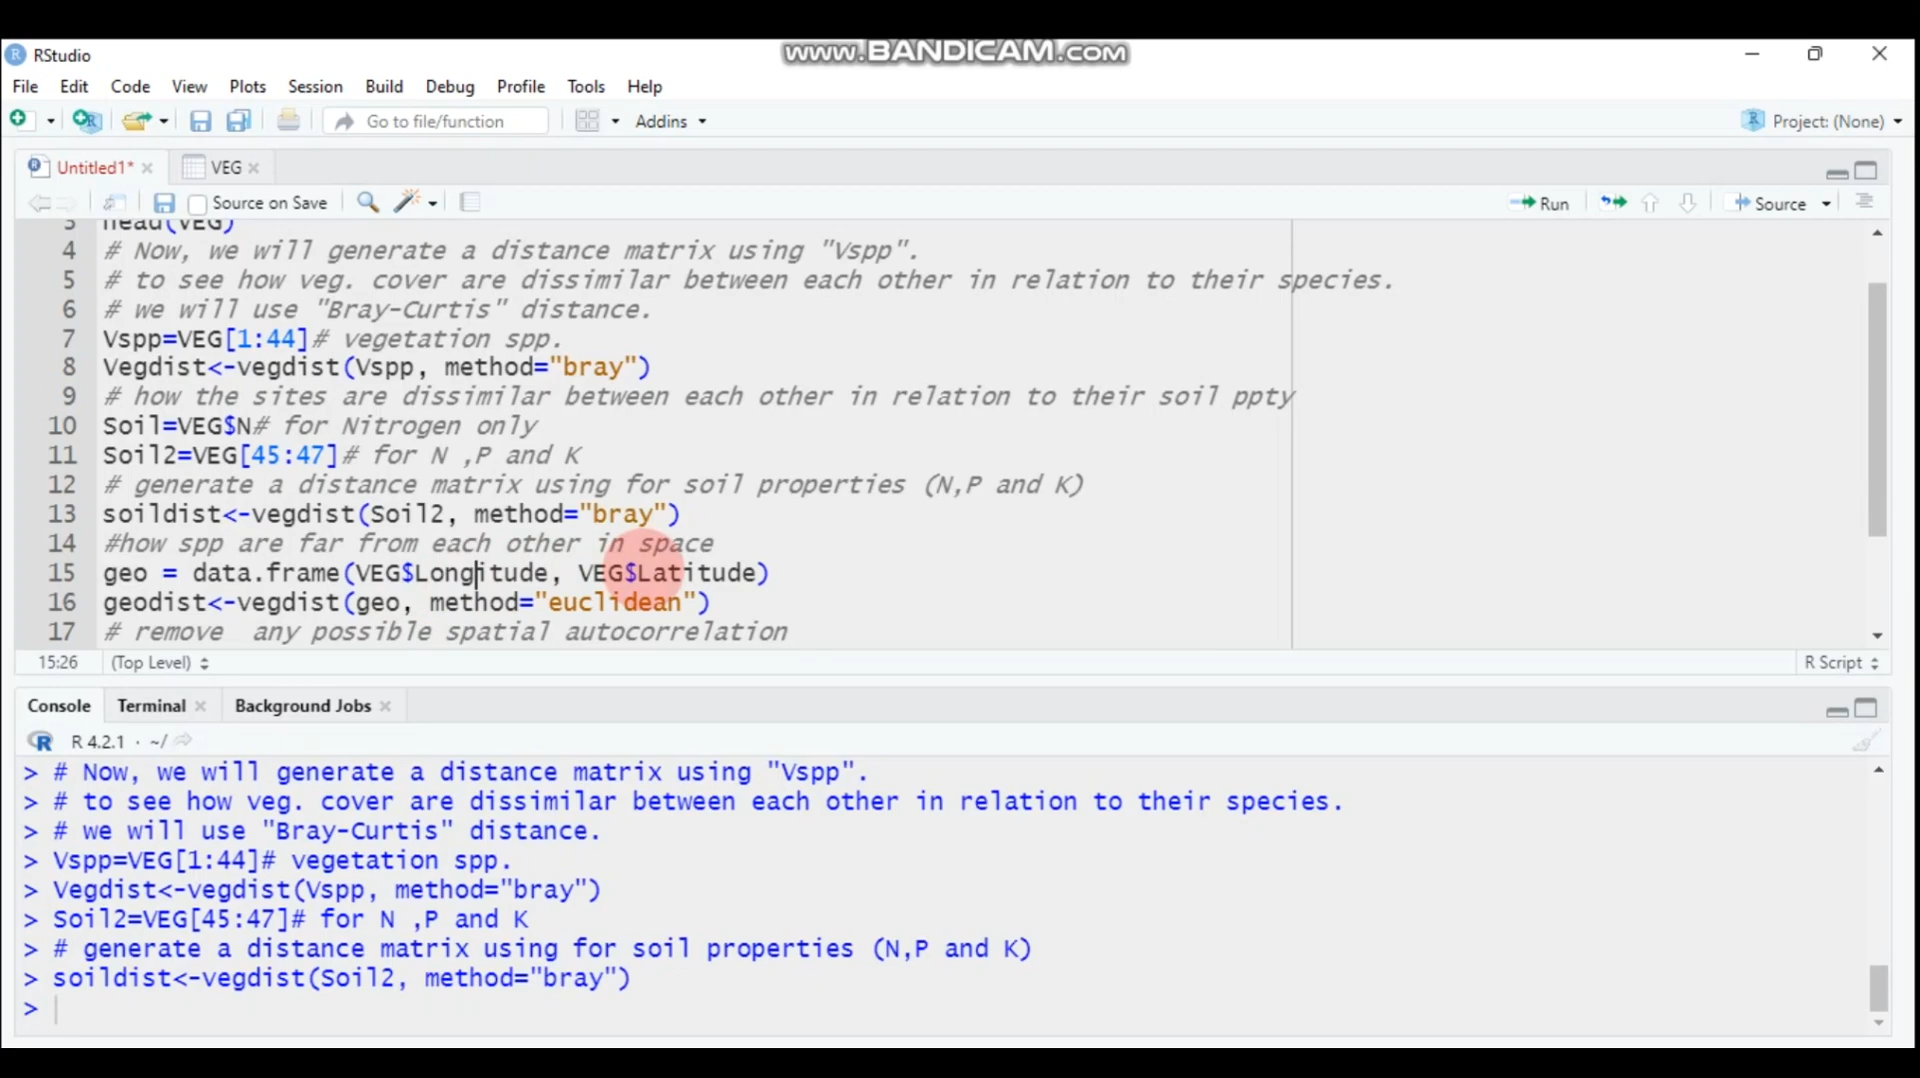 www.BANDICAM.com
RStudio
File Edit Code View Plots Session Build Debug Profile Tools Help
Go to file/function Addins Project: (None)
Untitled1* VEG
Source on Save Run Source
3 head(VEG)
4 # Now, we will generate a distance matrix using "Vspp".
5 # to see how veg. cover are dissimilar between each other in relation to their species.
6 # we will use "Bray-Curtis" distance.
7 Vspp=VEG[1:44]# vegetation spp.
8 Vegdist<-vegdist(Vspp, method="bray")
9 # how the sites are dissimilar between each other in relation to their soil ppty
10 Soil=VEG$N# for Nitrogen only
11 Soil2=VEG[45:47]# for N ,P and K
12 # generate a distance matrix using for soil properties (N,P and K)
13 soildist<-vegdist(Soil2, method="bray")
14 #how spp are far from each other in space
15 geo = data.frame(VEG$Longitude, VEG$Latitude)
16 geodist<-vegdist(geo, method="euclidean")
17 # remove  any possible spatial autocorrelation
15:26 (Top Level) R Script
Console Terminal Background Jobs
R R 4.2.1 · ~/
> # Now, we will generate a distance matrix using "Vspp".
> # to see how veg. cover are dissimilar between each other in relation to their species.
> # we will use "Bray-Curtis" distance.
> Vspp=VEG[1:44]# vegetation spp.
> Vegdist<-vegdist(Vspp, method="bray")
> Soil2=VEG[45:47]# for N ,P and K
> # generate a distance matrix using for soil properties (N,P and K)
> soildist<-vegdist(Soil2, method="bray")
>